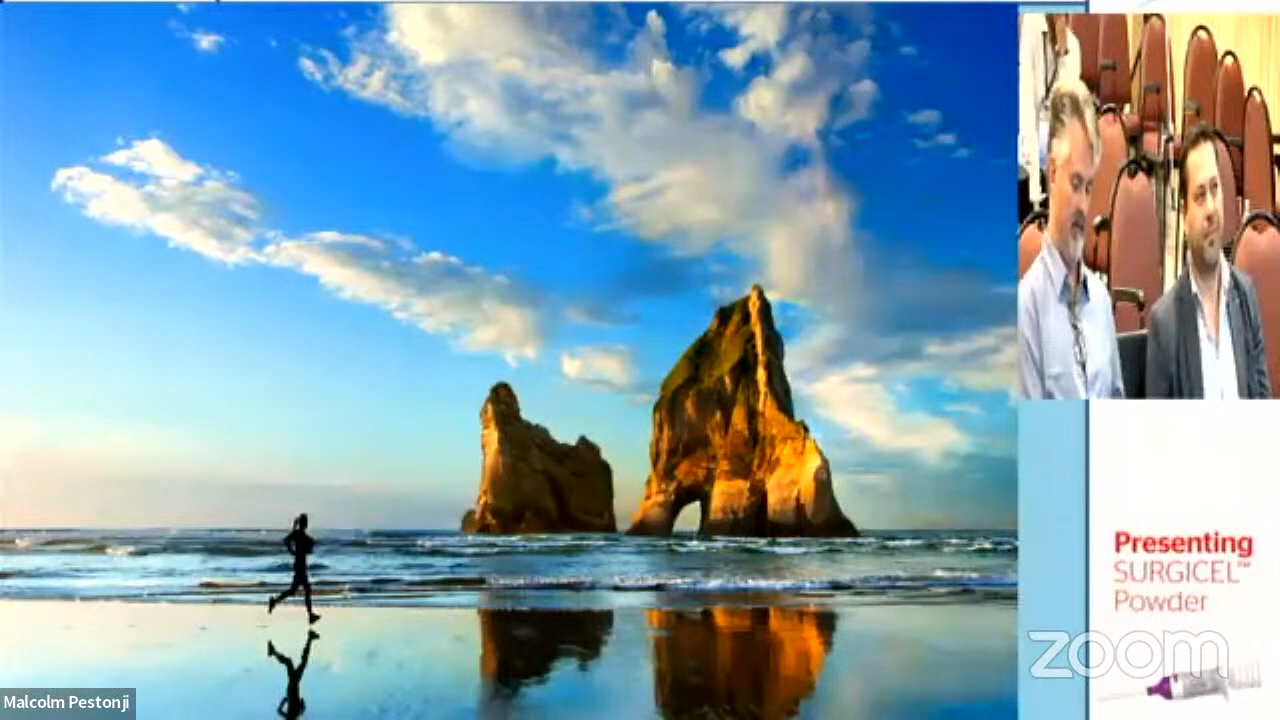 Presenting
SURGICEL™
Powder
zoom
Malcolm Pestonji